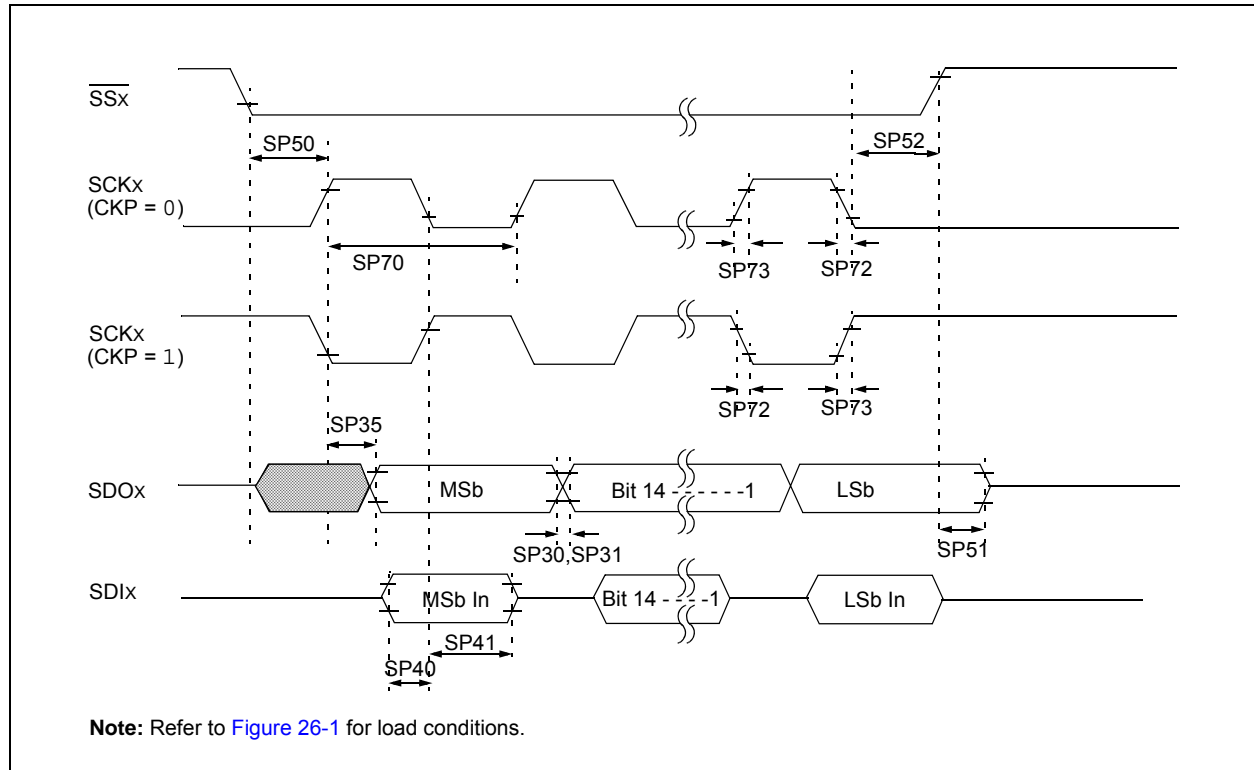 SSx
SP50
SP52
SCKx
(CKP = 0)
SP70
SP73
SP72
SCKx
(CKP = 1)
SP72
SP73
SP35
SDOx
MSb
Bit 14 - - - - - -1
LSb
SP30,SP31
SP51
SDIx
MSb In
Bit 14 - - - - -1
LSb In
SP41
SP40
Note: Refer to Figure 26-1 for load conditions.